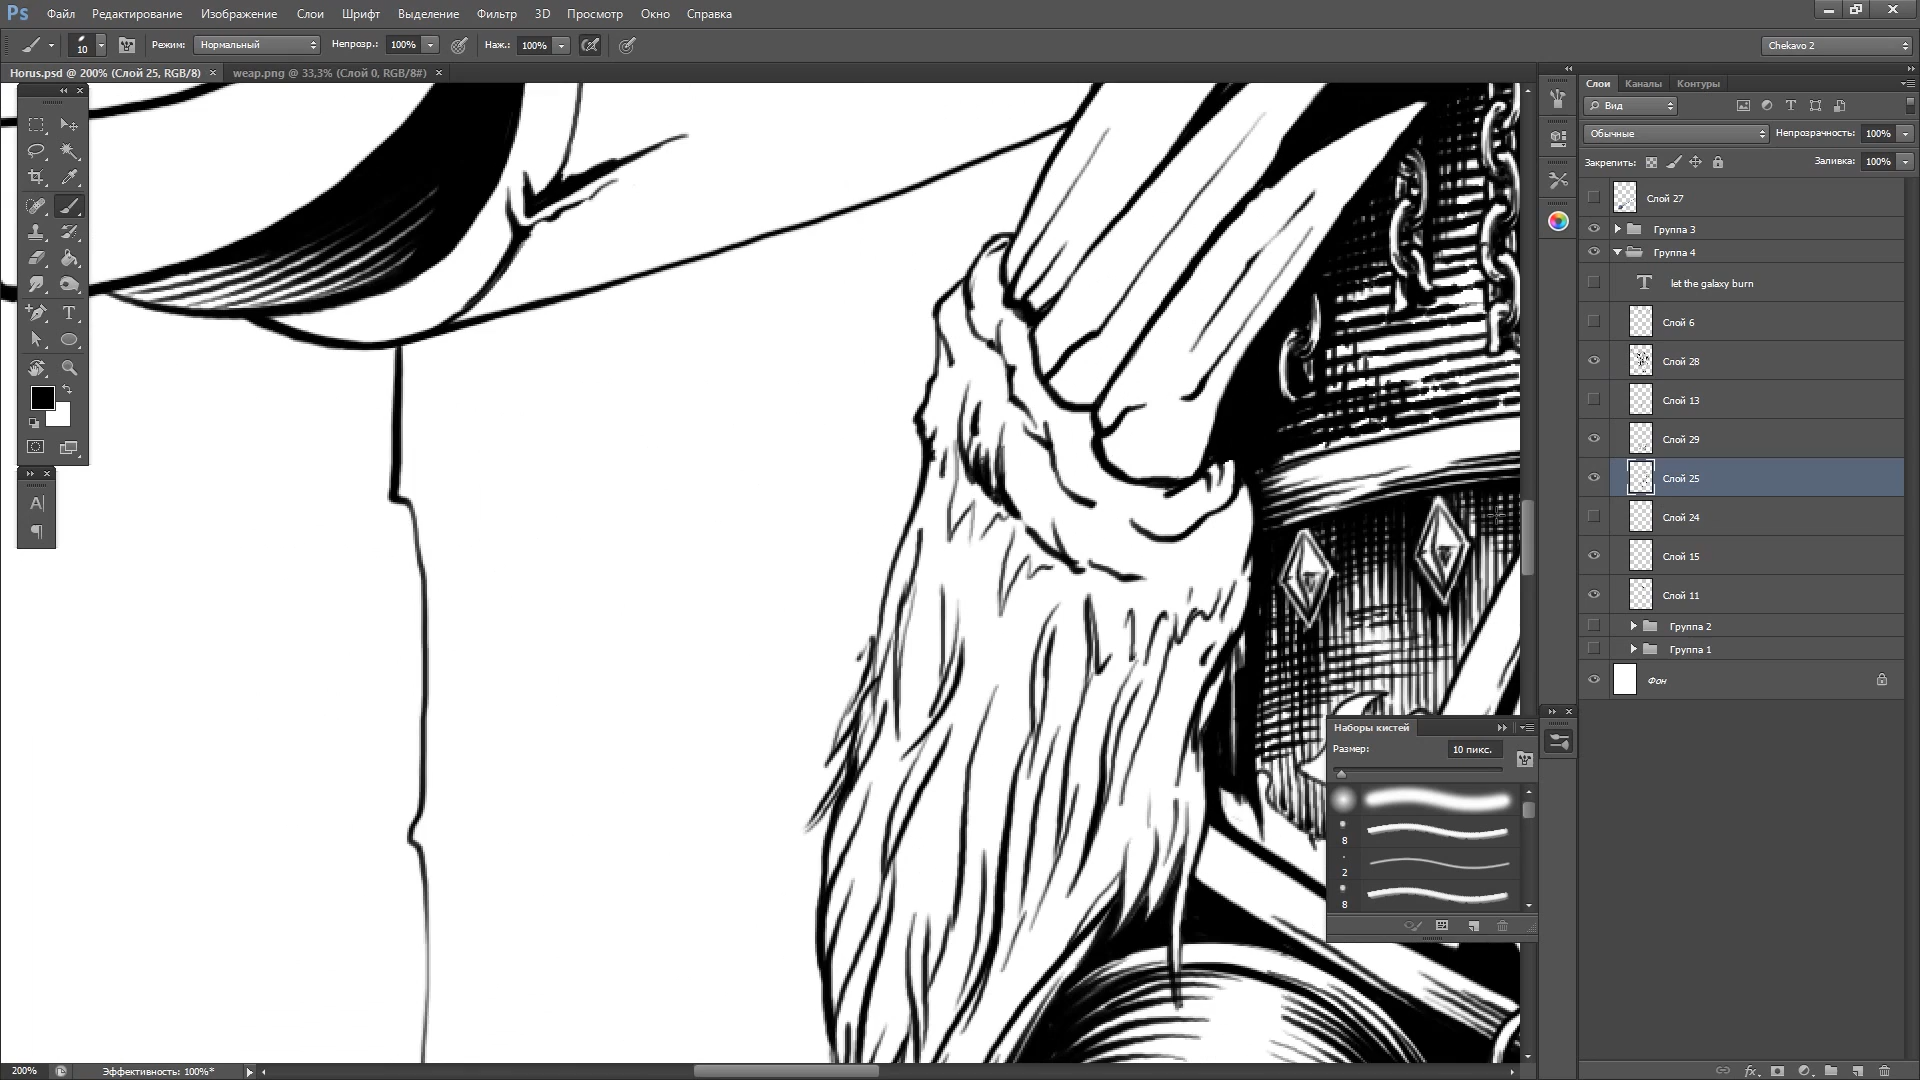 Ps Файл Редактирование Изображение Слои Шрифт Выделение Фильтр 3D Просмотр Окно Справка
10 Режим: Нормальный Непрозр.: 100% Наж.: 100% Chekavo 2
Horus.psd @ 200% (Слой 25, RGB/8) × weap.png @ 33,3% (Слой 0, RGB/8#) ×
Слои Каналы Контуры
Вид
Обычные Непрозрачность: 100%
Закрепить: Заливка: 100%
Слой 27
Группа 3
Группа 4
T let the galaxy burn
Слой 6
Слой 28
Слой 13
Слой 29
Слой 25
Слой 24
Слой 15
Слой 11
Группа 2
Группа 1
Фон
Наборы кистей
Размер: 10 пикс.
8
2
8
200% Эффективность: 100%*